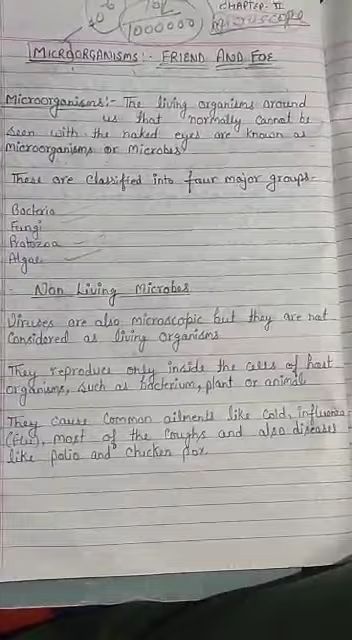 CHAPTER- II
1000000
Microscope
MICROORGANISMS:- FRIEND AND FOE
Microorganisms:- The living organisms around
us that normally cannot be
seen with the naked eyes are known as
microorganisms or microbes
These are classified into four major groups-
Bacteria
Fungi
Protozoa
Algae
Non Living Microbes
Viruses are also microscopic but they are not
considered as living organisms
They reproduce only inside the cells of host
organisms, such as bacterium, plant or animal
They cause common ailments like cold, influenza
(flu), most of the coughs and also diseases
like polio and chicken pox.